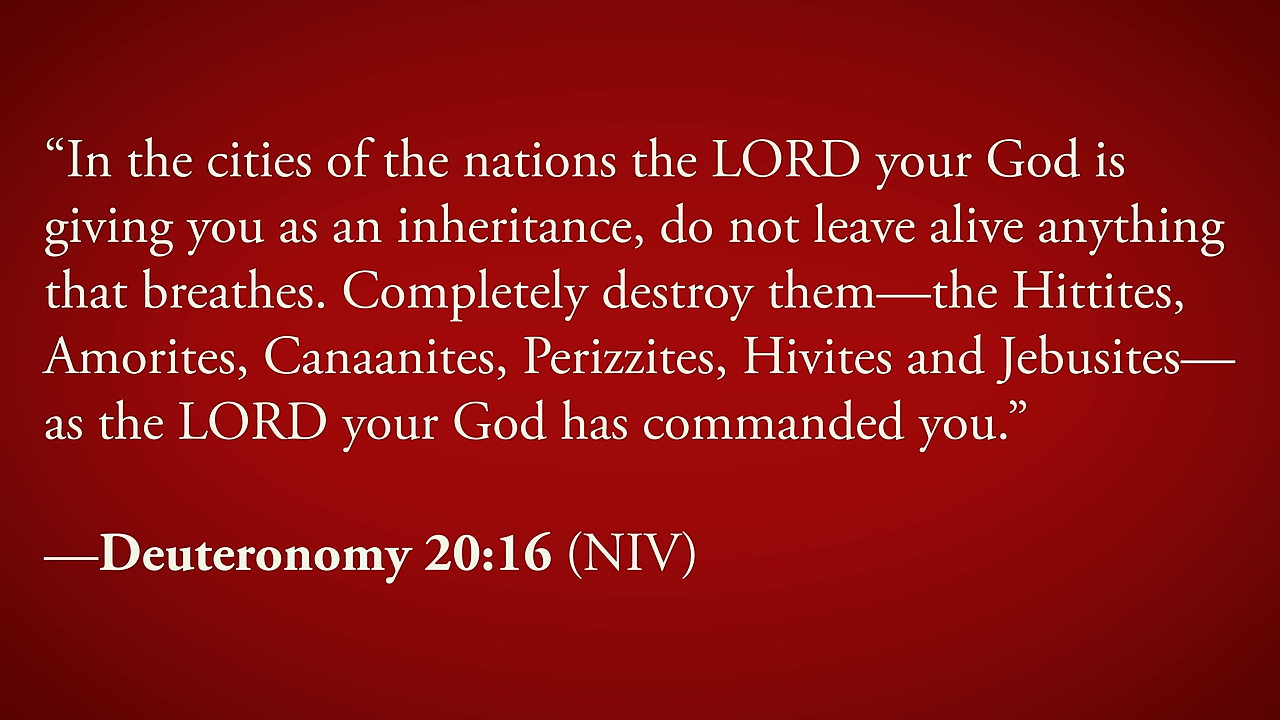 “In the cities of the nations the LORD your God is
giving you as an inheritance, do not leave alive anything
that breathes. Completely destroy them—the Hittites,
Amorites, Canaanites, Perizzites, Hivites and Jebusites—
as the LORD your God has commanded you.”
—Deuteronomy 20:16 (NIV)